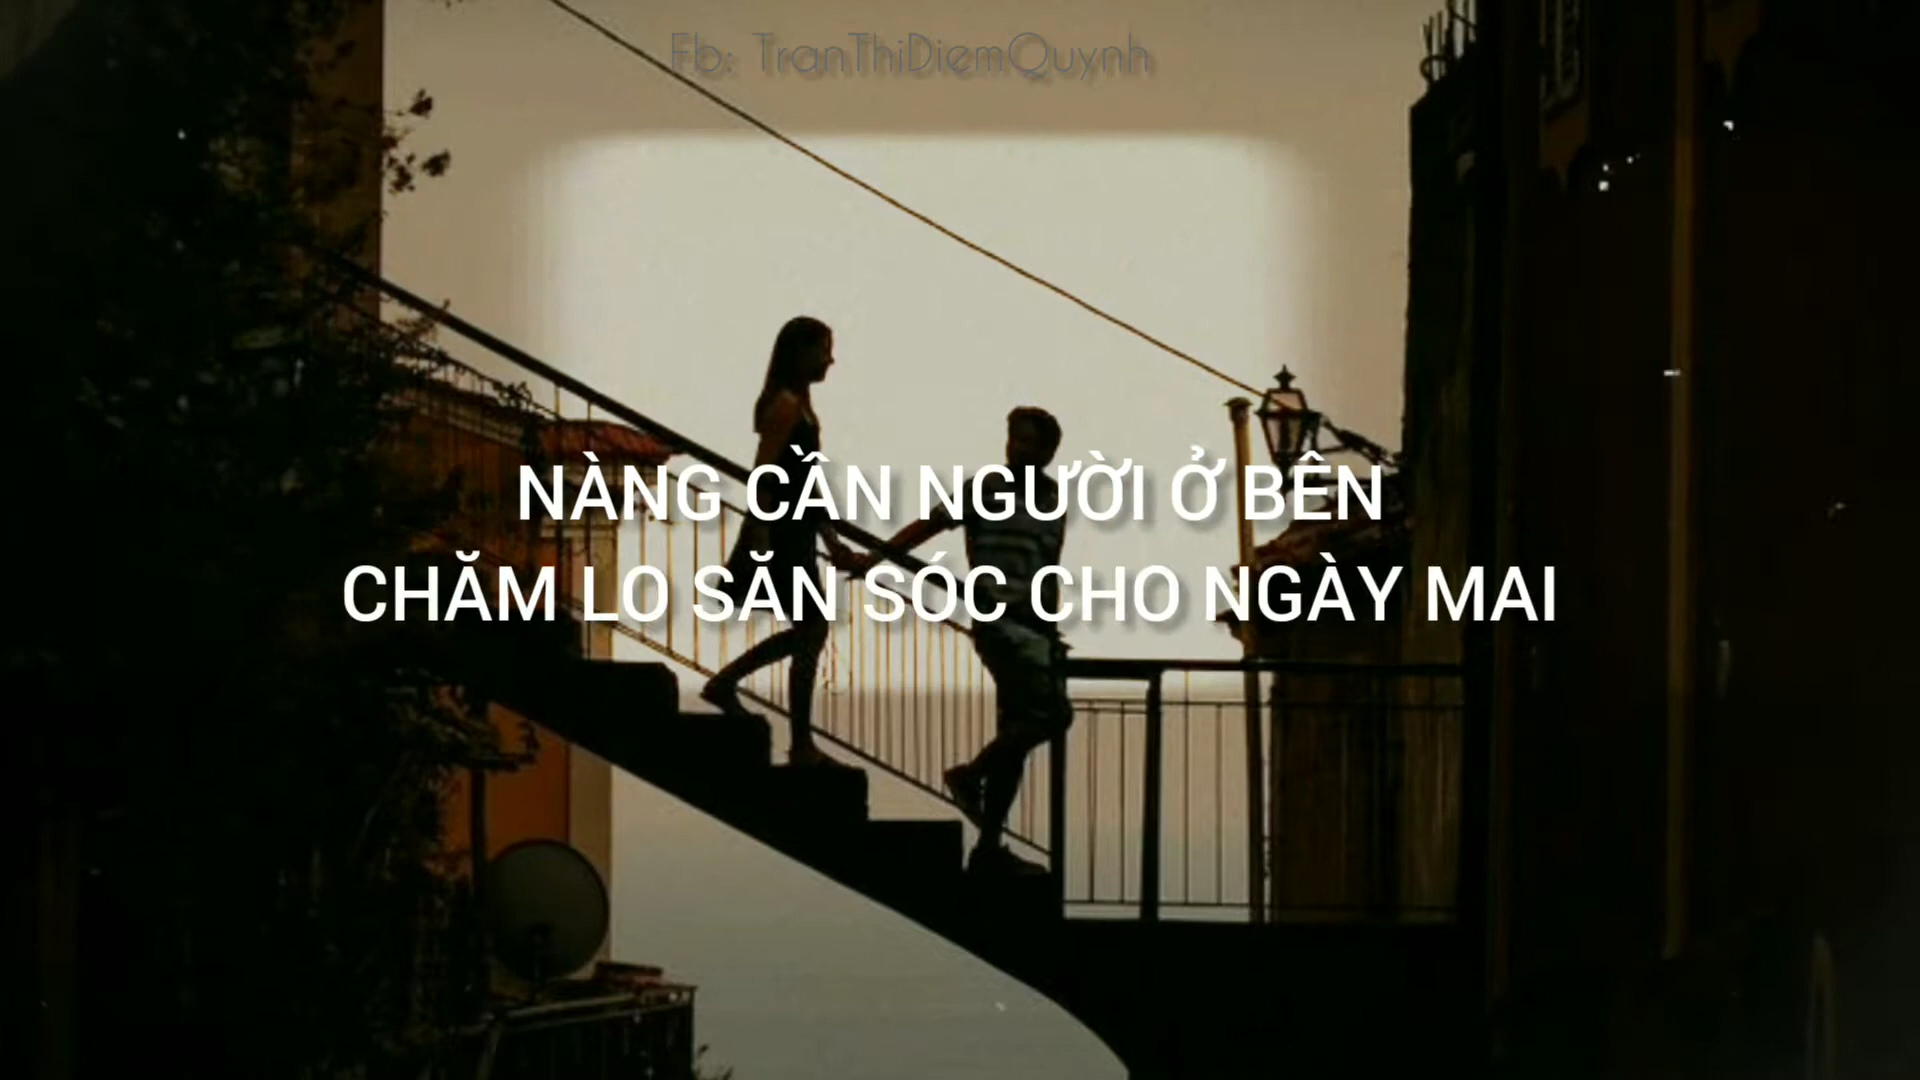 Fb: TranThiDiemQuynh
NÀNG CẦN NGƯỜI Ở BÊN
CHĂM LO SĂN SÓC CHO NGÀY MAI